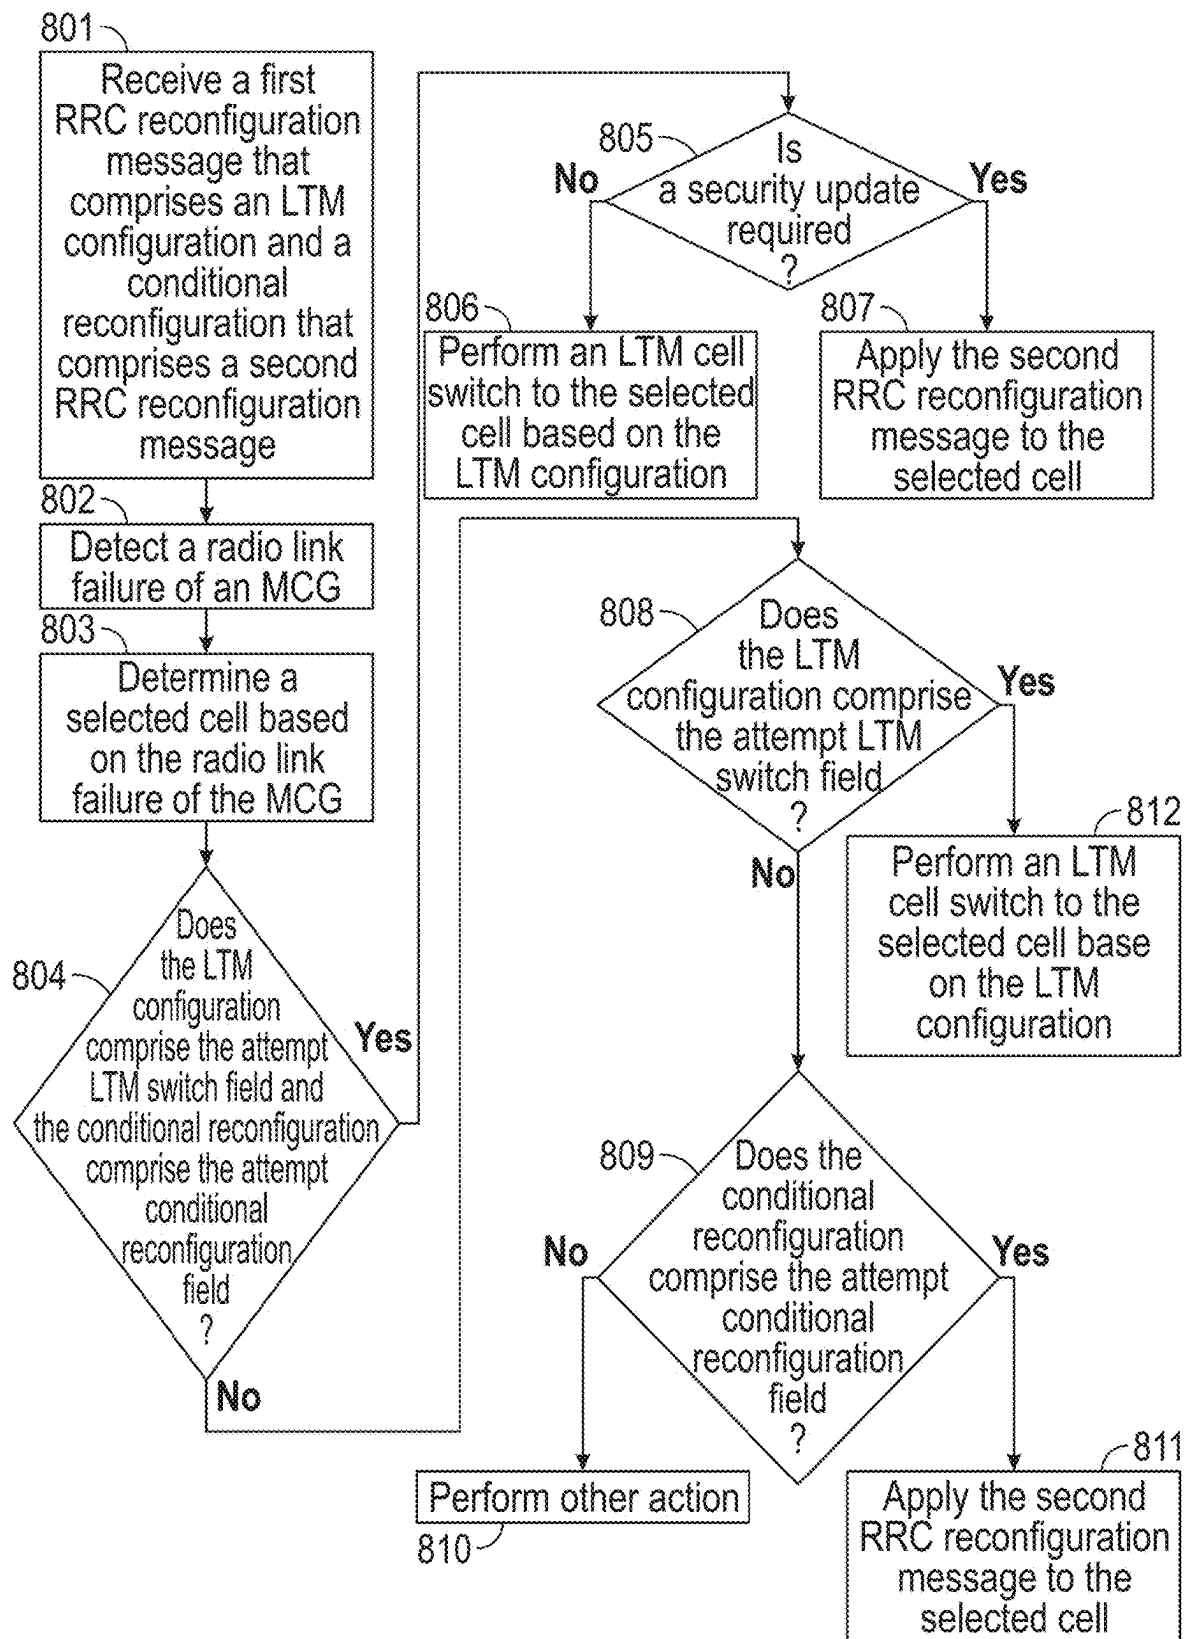 801
Receive a first
RRC reconfiguration
message that
comprises an LTM
configuration and a
conditional
reconfiguration that
comprises a second
RRC reconfiguration
message
802
Detect a radio link
failure of an MCG
803
Determine a
selected cell based
on the radio link
failure of the MCG
804
Does
the LTM
configuration
comprise the attempt
LTM switch field and
the conditional reconfiguration
comprise the attempt
conditional
reconfiguration
field
?
Yes
No
805
Is
a security update
required
?
No
Yes
806
Perform an LTM cell
switch to the selected
cell based on the
LTM configuration
807
Apply the second
RRC reconfiguration
message to the
selected cell
808
Does
the LTM
configuration comprise
the attempt LTM
switch field
?
Yes
No
812
Perform an LTM
cell switch to the
selected cell base
on the LTM
configuration
809
Does the
conditional
reconfiguration
comprise the attempt
conditional
reconfiguration
field
?
No
Yes
Perform other action
810
811
Apply the second
RRC reconfiguration
message to the
selected cell